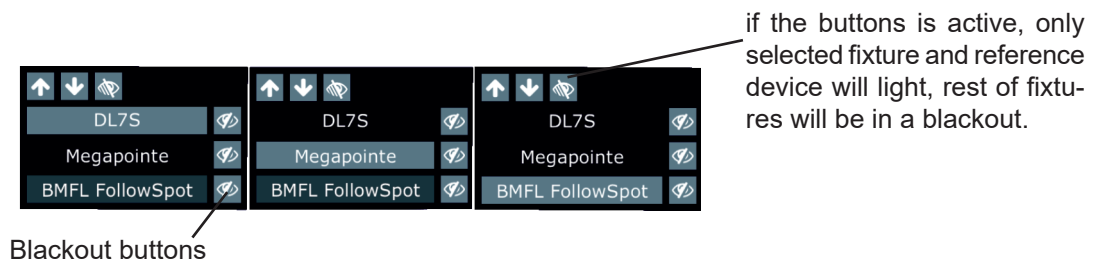 if the buttons is active, only
selected fixture and reference
device will light, rest of fixtu-
res will be in a blackout.
DL7S
Megapointe
BMFL FollowSpot
DL7S
Megapointe
BMFL FollowSpot
DL7S
Megapointe
BMFL FollowSpot
Blackout buttons